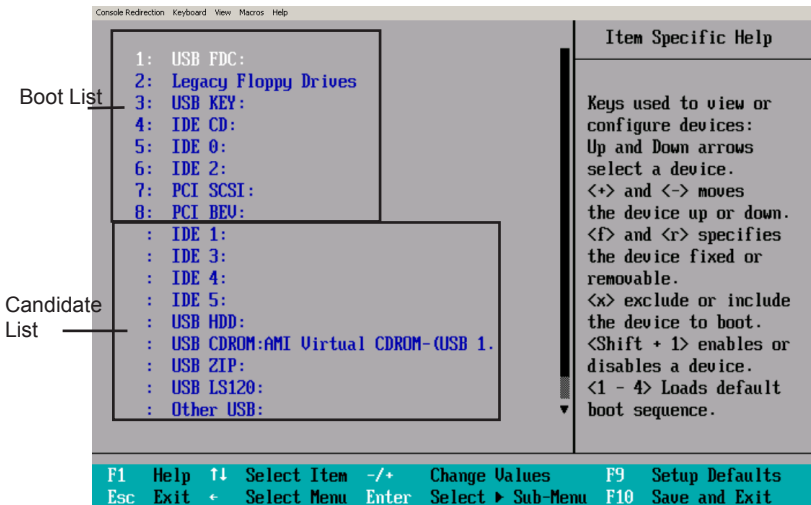 Console Redirection Keyboard View Macros Help
Boot List
1: USB FDC:
2: Legacy Floppy Drives
3: USB KEY:
4: IDE CD:
5: IDE 0:
6: IDE 2:
7: PCI SCSI:
8: PCI BEV:
Candidate
List
: IDE 1:
: IDE 3:
: IDE 4:
: IDE 5:
: USB HDD:
: USB CDROM:AMI Virtual CDROM-(USB 1.
: USB ZIP:
: USB LS120:
: Other USB:
Item Specific Help
Keys used to view or
configure devices:
Up and Down arrows
select a device.
<+> and <-> moves
the device up or down.
<f> and <r> specifies
the device fixed or
removable.
<x> exclude or include
the device to boot.
<Shift + 1> enables or
disables a device.
<1 - 4> Loads default
boot sequence.
F1 Help ↑↓ Select Item -/+ Change Values F9 Setup Defaults
Esc Exit ← Select Menu Enter Select ▶ Sub-Menu F10 Save and Exit